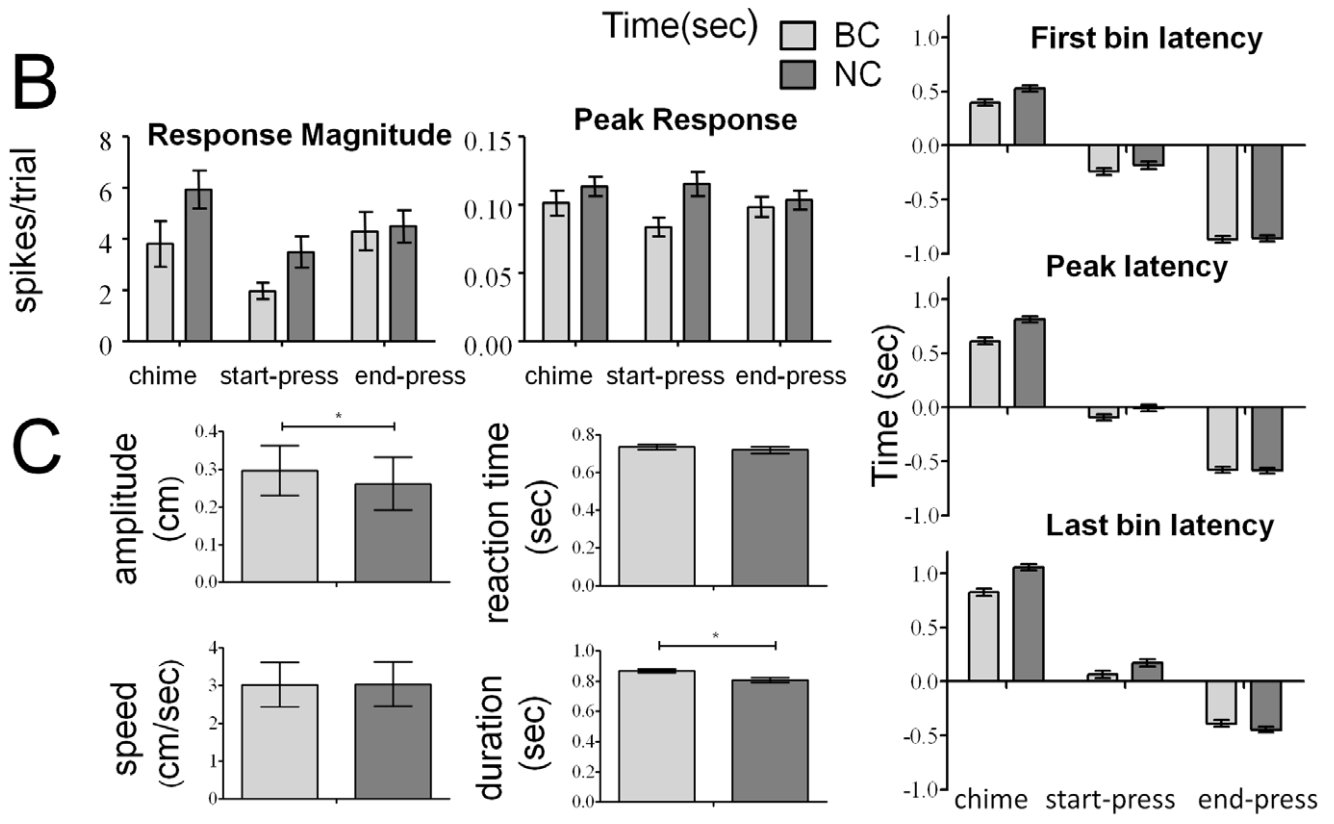 Time(sec)
BC
NC
B
Response Magnitude
spikes/trial
8
6
4
2
0
chime start-press end-press
Peak Response
0.15
0.10
0.05
0.00
chime start-press end-press
First bin latency
1.0
0.5
0.0
-0.5
-1.0
Peak latency
Time (sec)
1.0
0.5
0.0
-0.5
-1.0
Last bin latency
1.0
0.5
0.0
-0.5
-1.0
chime start-press end-press
C
amplitude
(cm)
0.4
0.3
0.2
0.1
0.0
*
reaction time
(sec)
0.8
0.6
0.4
0.2
0.0
speed
(cm/sec)
4
3
2
1
0
duration
(sec)
1.0
0.8
0.6
0.4
0.2
0.0
*